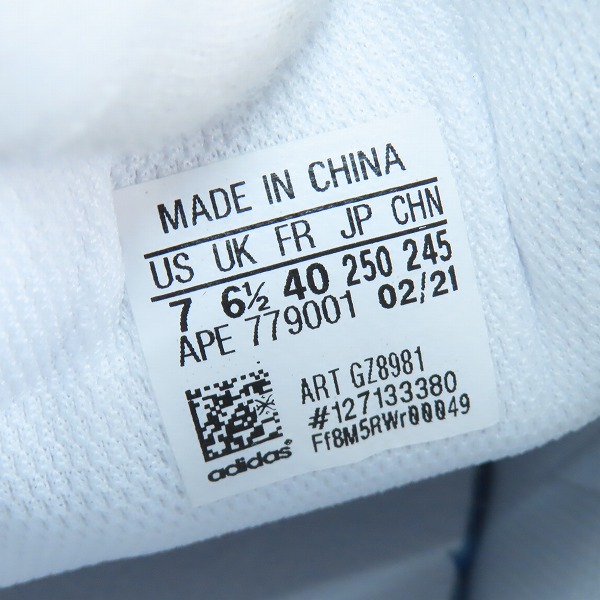 MADE IN CHINA
US UK FR JP CHN
7 6½ 40 250 245
APE 779001 02/21
ART GZ8981
#127133380
Ff8M5RWr00049
adidas